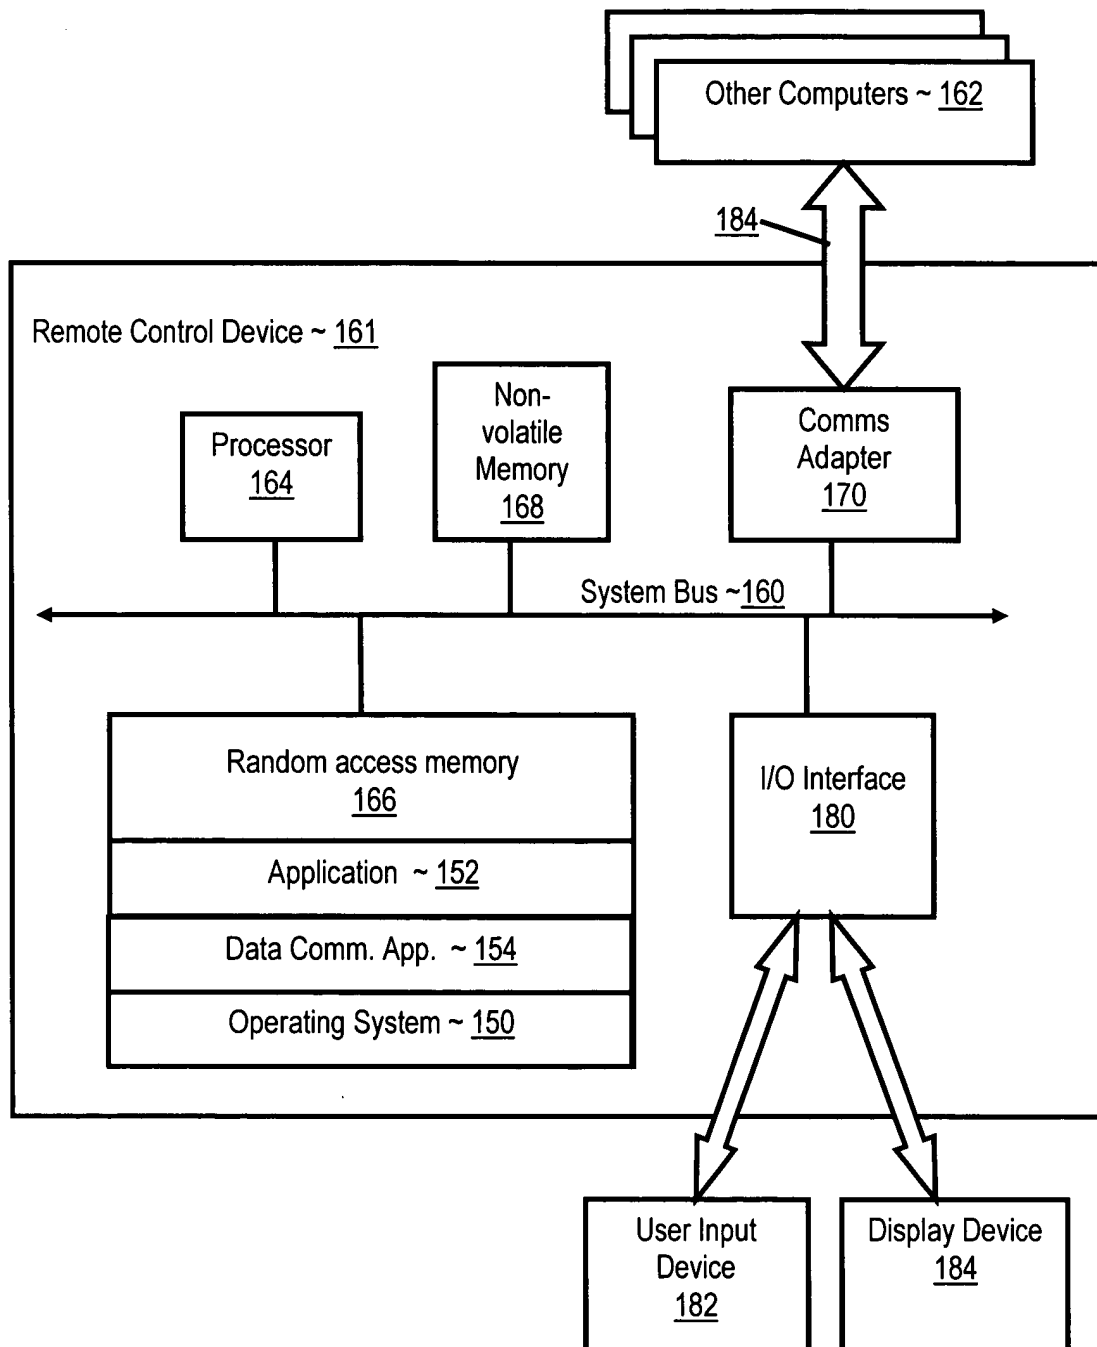 Other Computers ~ 162
184
Remote Control Device ~ 161
Processor
164
Non-
volatile
Memory
168
Comms
Adapter
170
System Bus ~160
Random access memory
166
Application ~ 152
Data Comm. App. ~ 154
Operating System ~ 150
I/O Interface
180
User Input
Device
182
Display Device
184